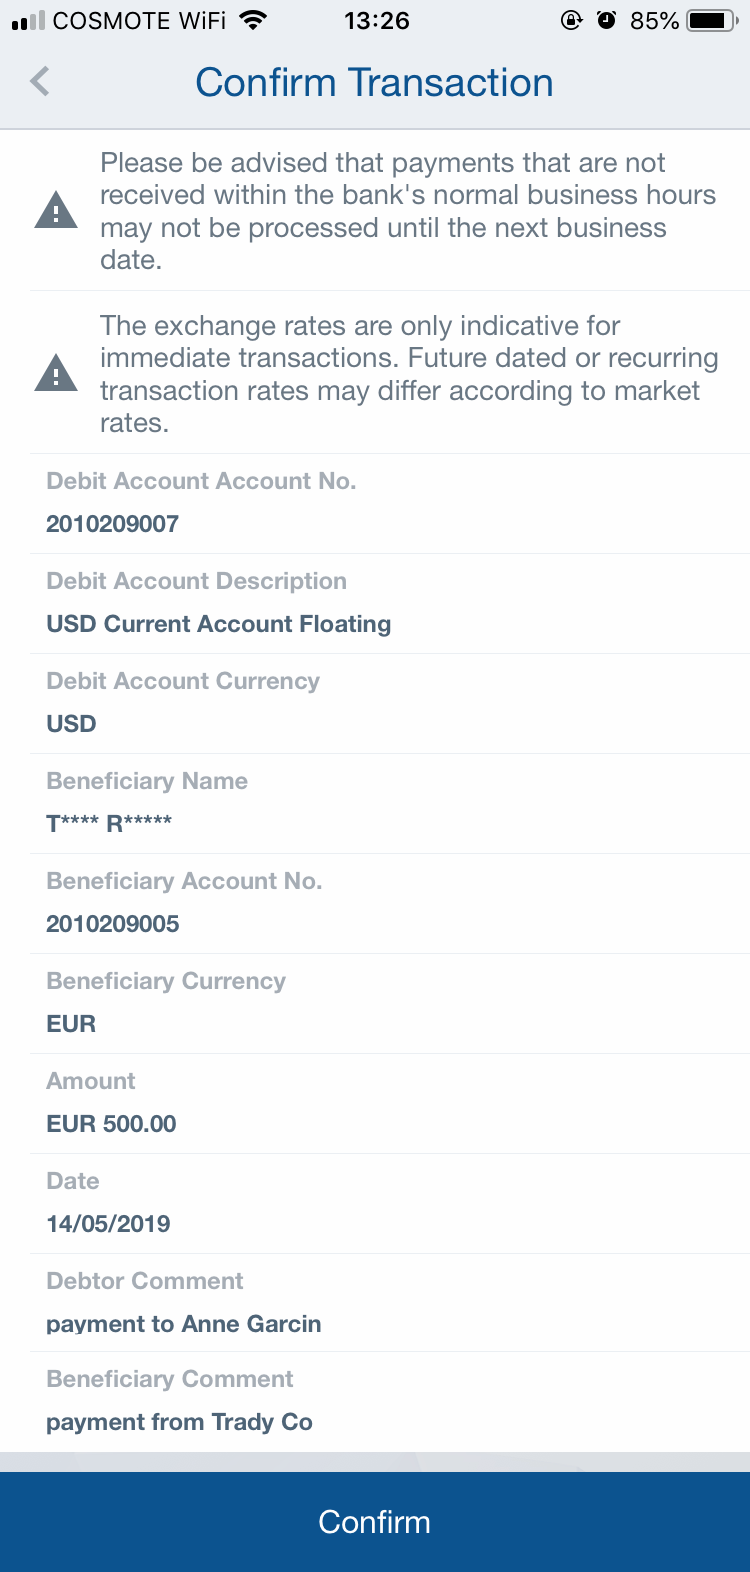 COSMOTE WiFi 13:26 85%
Confirm Transaction
Please be advised that payments that are not
received within the bank's normal business hours
may not be processed until the next business
date.
The exchange rates are only indicative for
immediate transactions. Future dated or recurring
transaction rates may differ according to market
rates.
Debit Account Account No.
2010209007
Debit Account Description
USD Current Account Floating
Debit Account Currency
USD
Beneficiary Name
T**** R*****
Beneficiary Account No.
2010209005
Beneficiary Currency
EUR
Amount
EUR 500.00
Date
14/05/2019
Debtor Comment
payment to Anne Garcin
Beneficiary Comment
payment from Trady Co
Confirm